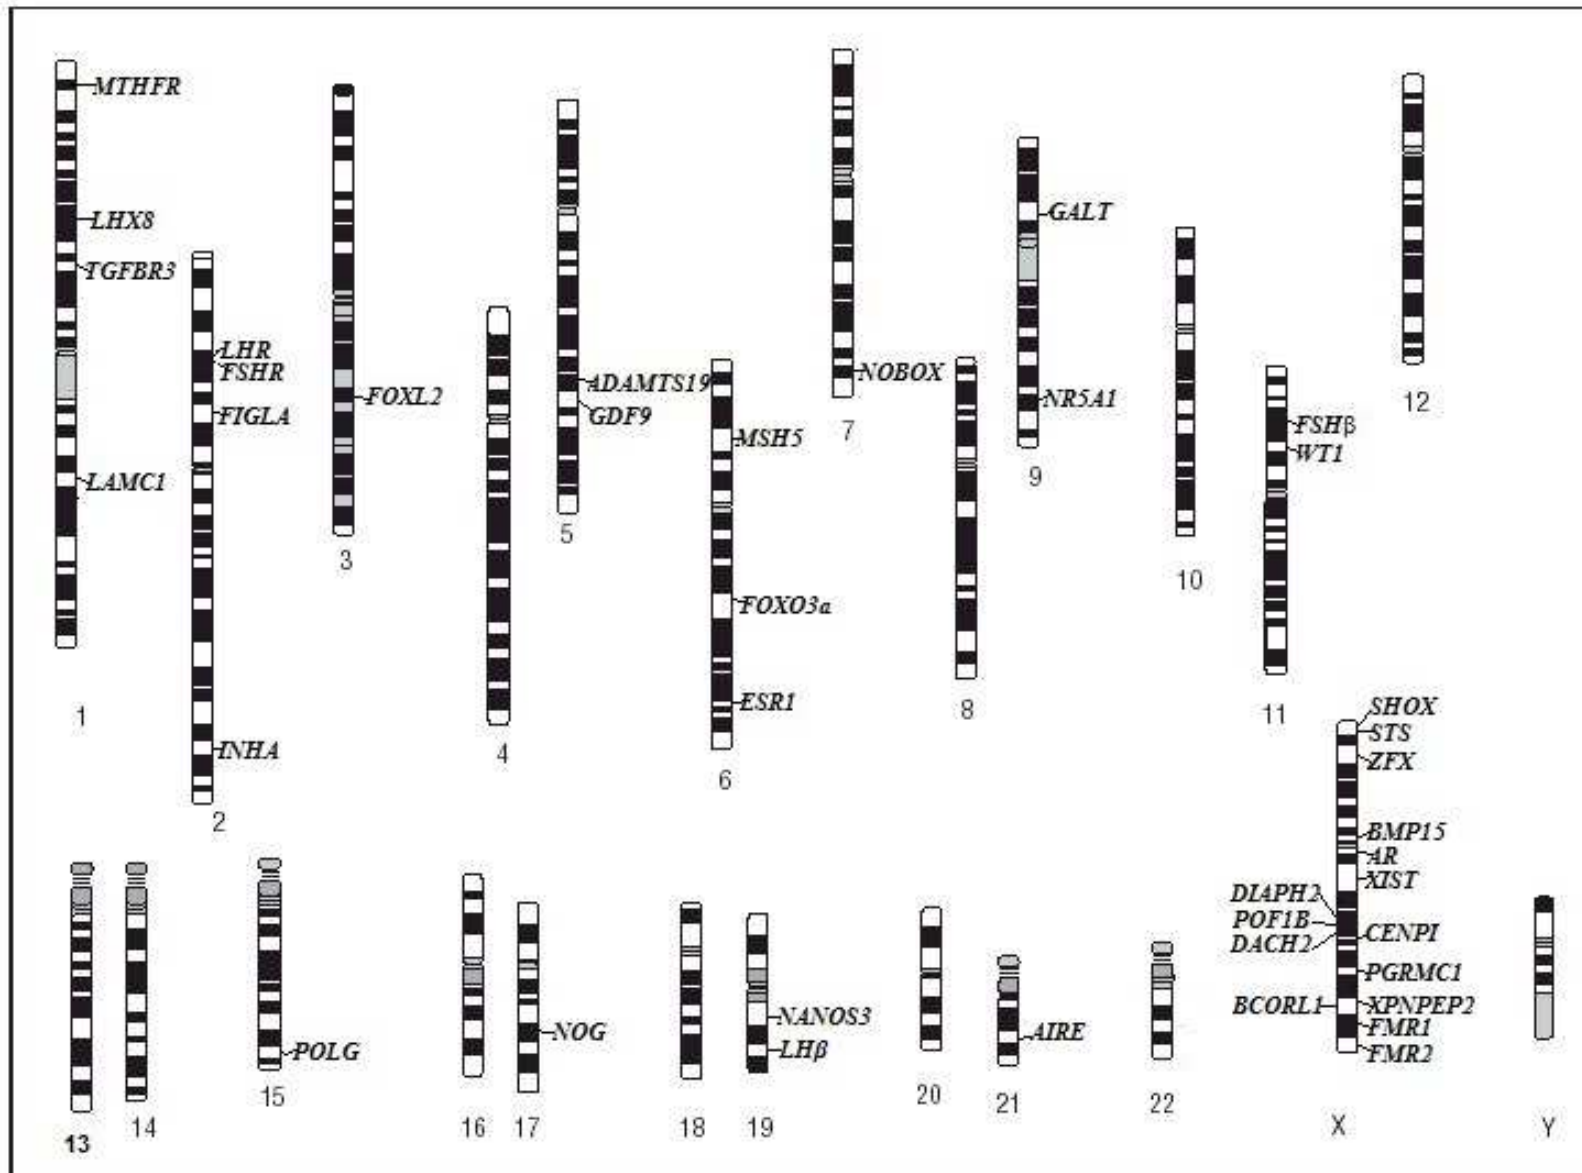 MTHFR
LHX8
TGFBR3
LAMC1
1
LHR
FSHR
FIGLA
INHA
2
FOXL2
3
4
ADAMTS19
GDF9
5
MSH5
FOXO3a
ESR1
6
NOBOX
7
8
GALT
NR5A1
9
10
FSHβ
WT1
11
12
13
14
POLG
15
16
NOG
17
18
NANOS3
LHβ
19
20
AIRE
21
22
SHOX
STS
ZFX
BMP15
AR
XIST
DIAPH2
POF1B
DACH2
CENPI
PGRMC1
BCORL1
XPNPEP2
FMR1
FMR2
X
Y